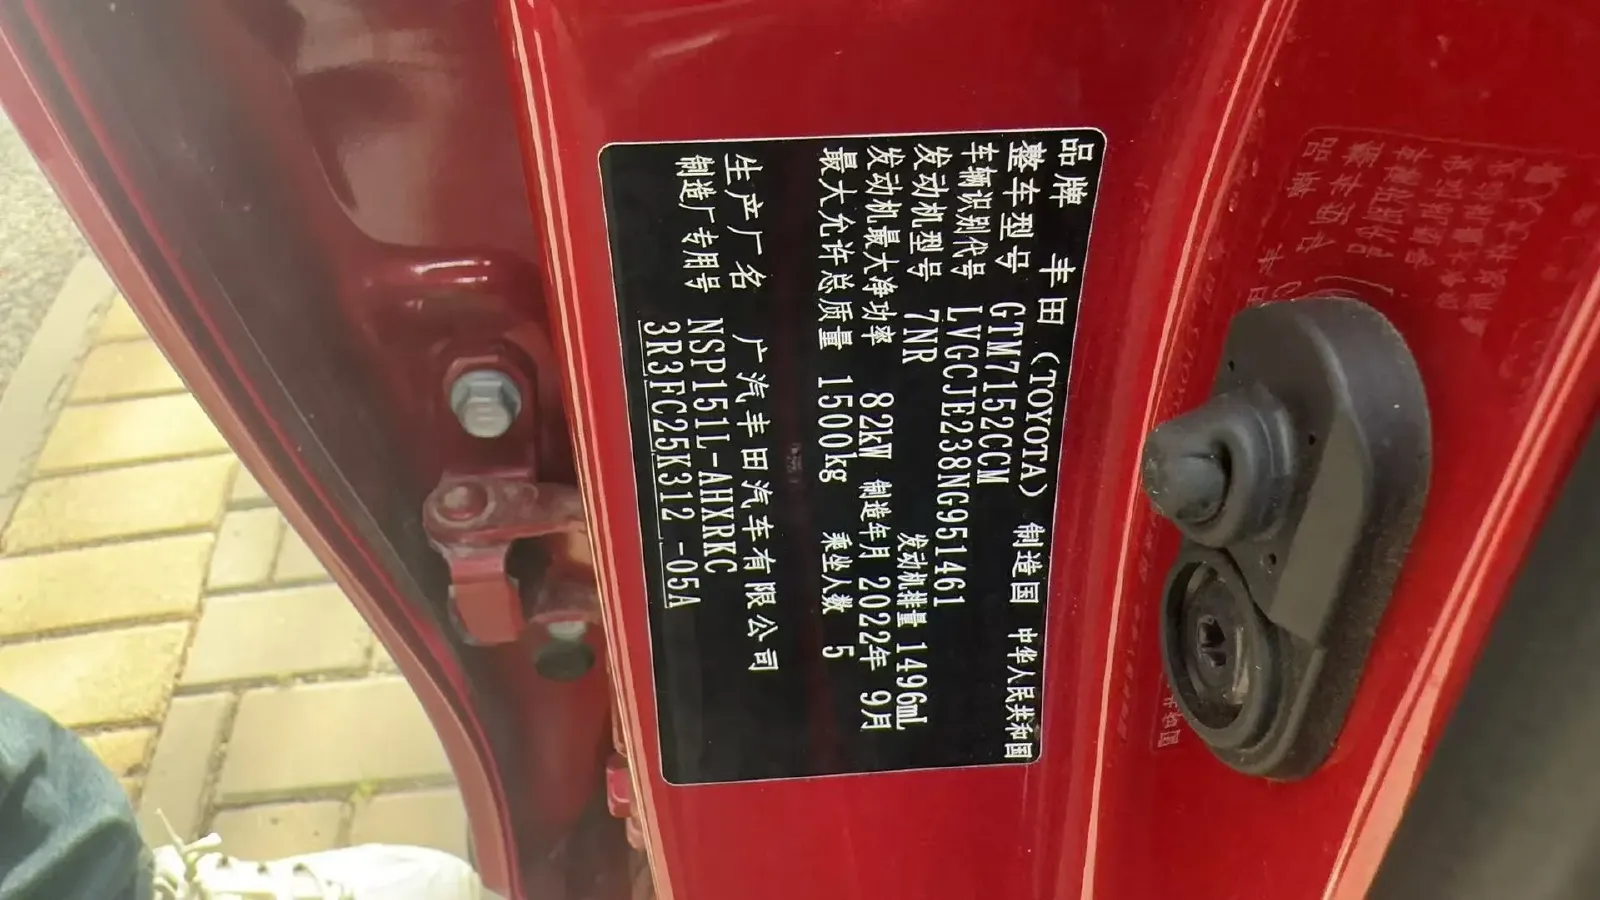 品牌 丰田 (TOYOTA) 制造国 中华人民共和国
整车型号 GTM7152CCM
车辆识别代号 LVGCJE238NG951461
发动机型号 7NR 发动机排量 1496mL
发动机最大净功率 82kW 制造年月 2022年 9月
最大允许总质量 1500kg 乘坐人数 5
生产厂名 广汽丰田汽车有限公司
制造厂专用号 NSP151L-AHXRKC
3R3FC25K312 -05A